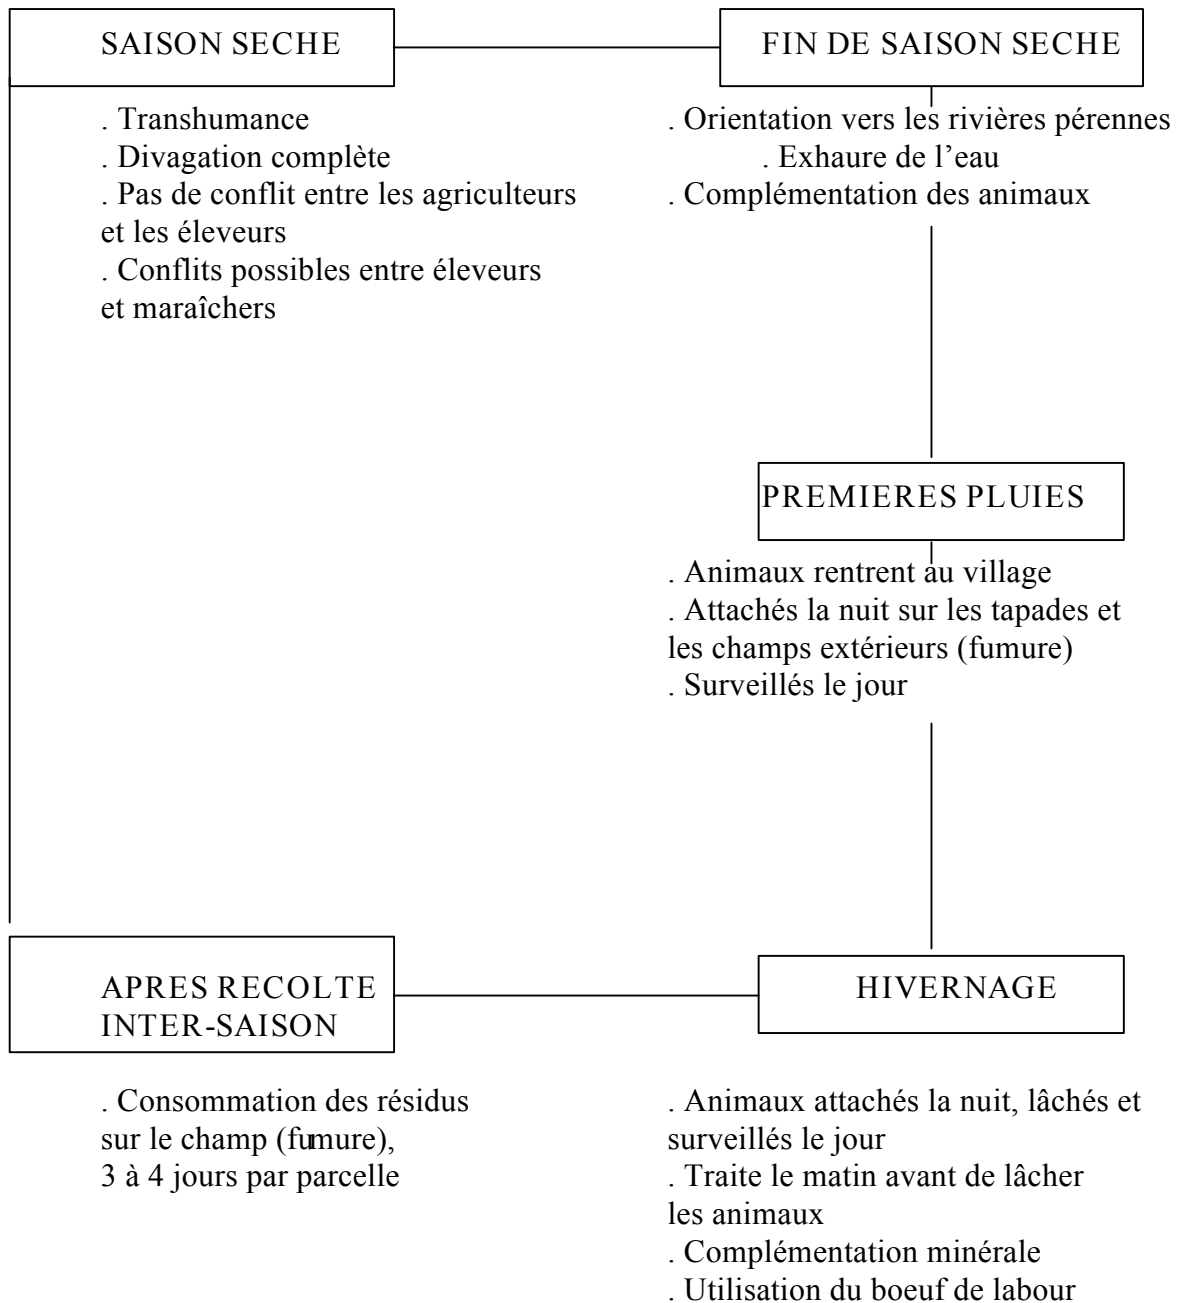 SAISON SECHE
. Transhumance
. Divagation complète
. Pas de conflit entre les agriculteurs
et les éleveurs
. Conflits possibles entre éleveurs
et maraîchers
FIN DE SAISON SECHE
. Orientation vers les rivières pérennes
. Exhaure de l’eau
. Complémentation des animaux
PREMIERES PLUIES
. Animaux rentrent au village
. Attachés la nuit sur les tapades et
les champs extérieurs (fumure)
. Surveillés le jour
HIVERNAGE
. Animaux attachés la nuit, lâchés et
surveillés le jour
. Traite le matin avant de lâcher
les animaux
. Complémentation minérale
. Utilisation du boeuf de labour
APRES RECOLTE
INTER-SAISON
. Consommation des résidus
sur le champ (fumure),
3 à 4 jours par parcelle